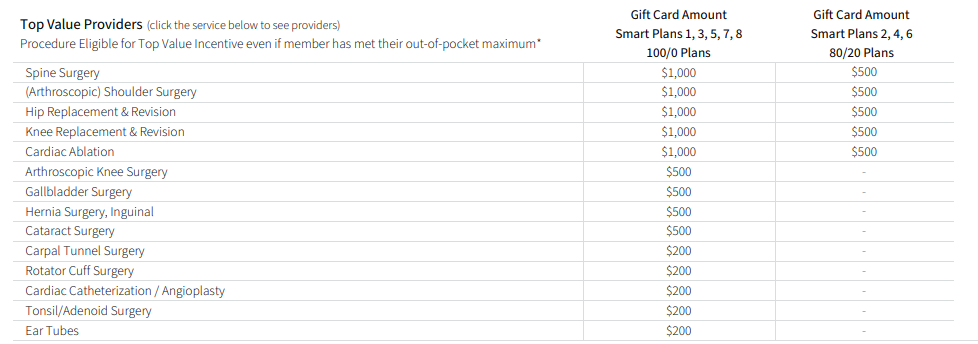 Top Value Providers (click the service below to see providers)
Procedure Eligible for Top Value Incentive even if member has met their out-of-pocket maximum*
Gift Card Amount
Smart Plans 1, 3, 5, 7, 8
100/0 Plans
Gift Card Amount
Smart Plans 2, 4, 6
80/20 Plans
Spine Surgery $1,000 $500
(Arthroscopic) Shoulder Surgery $1,000 $500
Hip Replacement & Revision $1,000 $500
Knee Replacement & Revision $1,000 $500
Cardiac Ablation $1,000 $500
Arthroscopic Knee Surgery $500 -
Gallbladder Surgery $500 -
Hernia Surgery, Inguinal $500 -
Cataract Surgery $500 -
Carpal Tunnel Surgery $200 -
Rotator Cuff Surgery $200 -
Cardiac Catheterization / Angioplasty $200 -
Tonsil/Adenoid Surgery $200 -
Ear Tubes $200 -